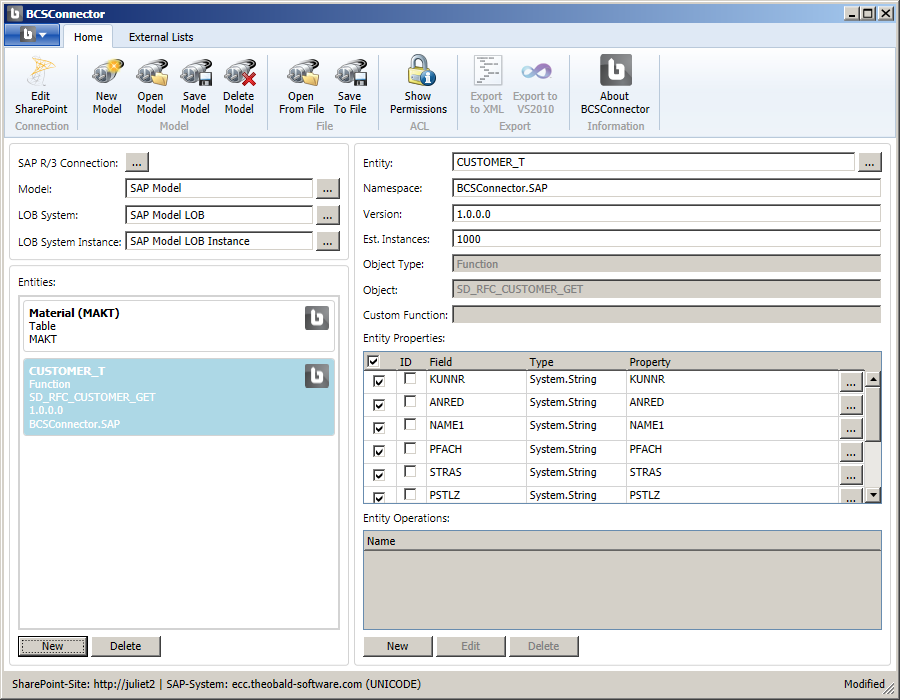 BCSConnector
Home
External Lists
Edit SharePoint
New Model
Open Model
Save Model
Delete Model
Open From File
Save To File
Show Permissions
Export to XML
Export to VS2010
About BCSConnector
Connection
Model
File
ACL
Export
Information
SAP R/3 Connection: ...
Model: SAP Model ...
LOB System: SAP Model LOB ...
LOB System Instance: SAP Model LOB Instance ...
Entities:
Material (MAKT)
Table
MAKT
CUSTOMER_T
Function
SD_RFC_CUSTOMER_GET
1.0.0.0
BCSConnector.SAP
New Delete
Entity: CUSTOMER_T ...
Namespace: BCSConnector.SAP
Version: 1.0.0.0
Est. Instances: 1000
Object Type: Function
Object: SD_RFC_CUSTOMER_GET
Custom Function:
Entity Properties:
ID Field Type Property
KUNNR System.String KUNNR ...
ANRED System.String ANRED ...
NAME1 System.String NAME1 ...
PFACH System.String PFACH ...
STRAS System.String STRAS ...
PSTLZ System.String PSTLZ ...
Entity Operations:
Name
New Edit Delete
SharePoint-Site: http://juliet2 | SAP-System: ecc.theobald-software.com (UNICODE)
Modified